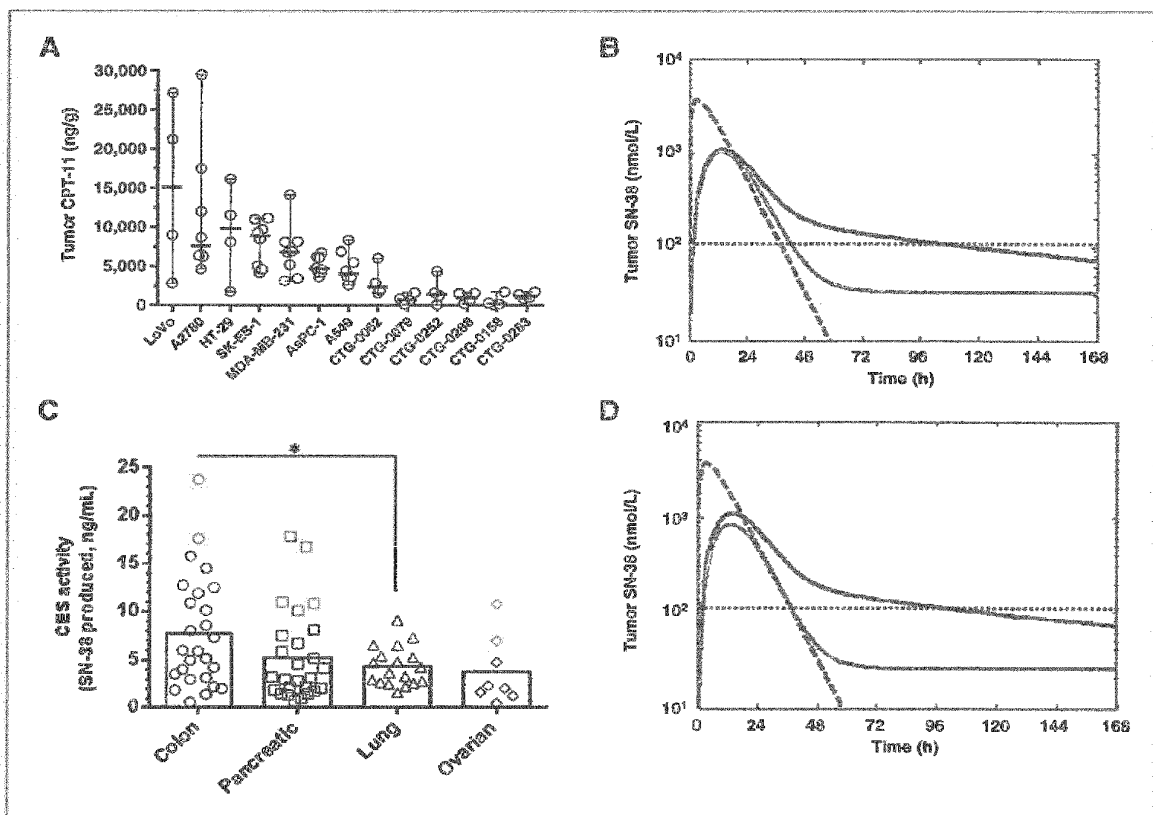 A
Tumor CPT-11 (ng/g)
30,000
25,000
20,000
15,000
10,000
5,000
0
LoVo
A2780
HT-29
SK-ES-1
MDA-MB-231
AsPC-1
A549
CTG-0062
CTG-0079
CTG-0252
CTG-0286
CTG-0158
CTG-0283
B
Tumor SN-38 (nmol/L)
10⁴
10³
10²
10¹
0 24 48 72 96 120 144 168
Time (h)
C
CES activity
(SN-38 produced, ng/mL)
25
20
15
10
5
0
*
Colon
Pancreatic
Lung
Ovarian
D
Tumor SN-38 (nmol/L)
10⁴
10³
10²
10¹
0 24 48 72 96 120 144 168
Time (h)